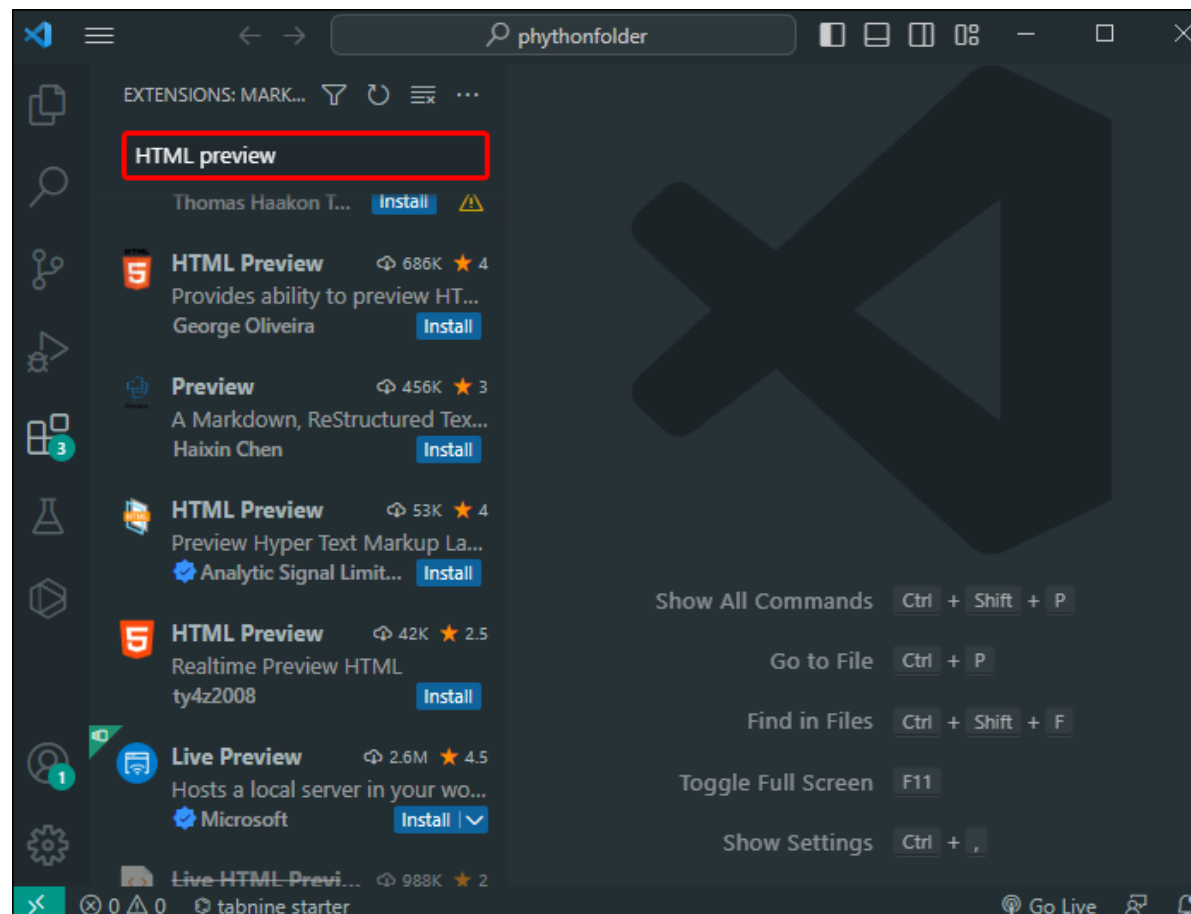 phythonfolder
EXTENSIONS: MARK...
HTML preview
Thomas Haakon T... Install
HTML Preview 686K 4
Provides ability to preview HT...
George Oliveira Install
Preview 456K 3
A Markdown, ReStructured Tex...
Haixin Chen Install
HTML Preview 53K 4
Preview Hyper Text Markup La...
Analytic Signal Limit... Install
HTML Preview 42K 2.5
Realtime Preview HTML
ty4z2008 Install
Live Preview 2.6M 4.5
Hosts a local server in your wo...
Microsoft Install
Live HTML Previ... 988K 2
3
1
Show All Commands Ctrl + Shift + P
Go to File Ctrl + P
Find in Files Ctrl + Shift + F
Toggle Full Screen F11
Show Settings Ctrl + ,
0 0 tabnine starter Go Live